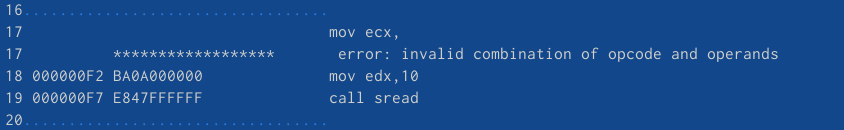 16..................................
17                                  mov ecx,
17          ******************       error: invalid combination of opcode and operands
18 000000F2 BA0A000000              mov edx,10
19 000000F7 E847FFFFFF              call sread
20..................................